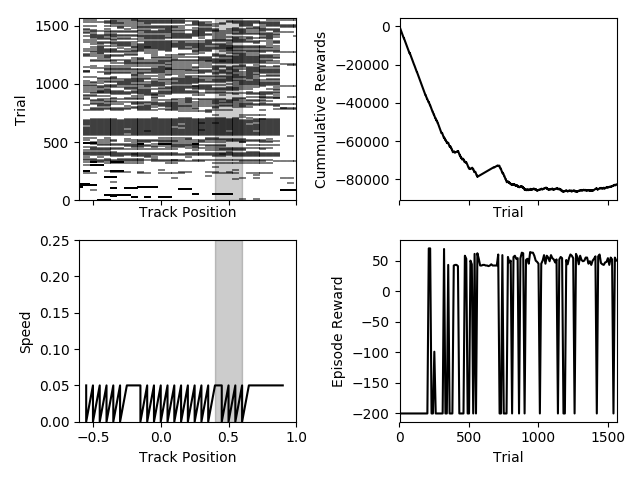 1500
1000
500
0
Trial
Track Position
0
−20000
−40000
−60000
−80000
Cummulative Rewards
Trial
0.25
0.20
0.15
0.10
0.05
0.00
Speed
−0.5 0.0 0.5 1.0
Track Position
50
0
−50
−100
−150
−200
Episode Reward
0 500 1000 1500
Trial